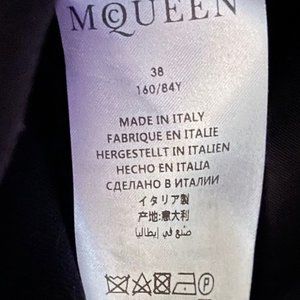 MCQUEEN
38
160/84Y
MADE IN ITALY
FABRIQUE EN ITALIE
HERGESTELLT IN ITALIEN
HECHO EN ITALIA
СДЕЛАНО В ИТАЛИИ
イタリア製
产地:意大利
صنع في إيطاليا
P